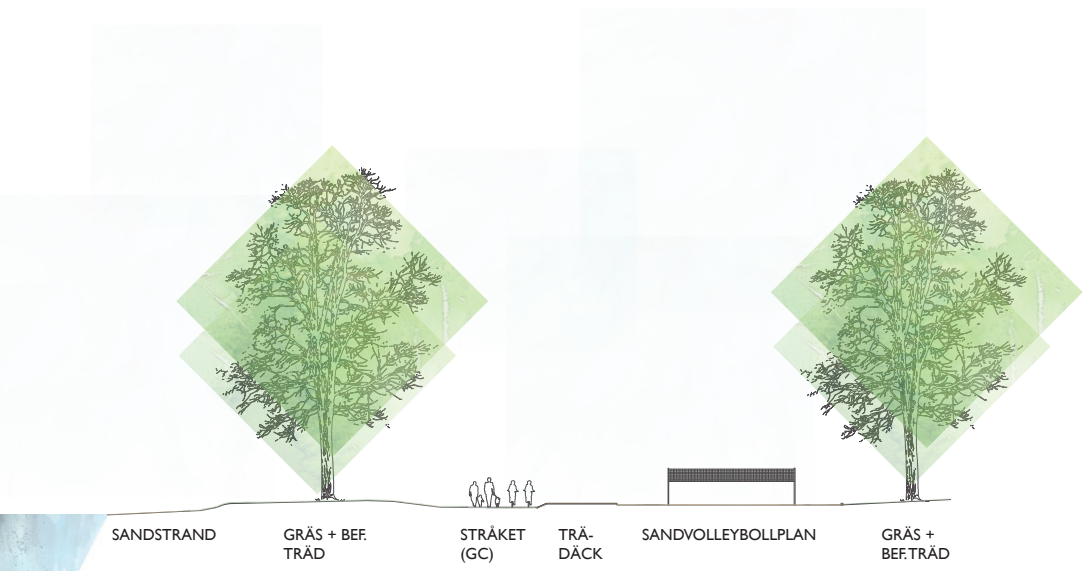 SANDSTRAND
GRÄS + BEF.
TRÄD
STRÅKET
(GC)
TRÄ-
DÄCK
SANDVOLLEYBOLLPLAN
GRÄS +
BEF. TRÄD